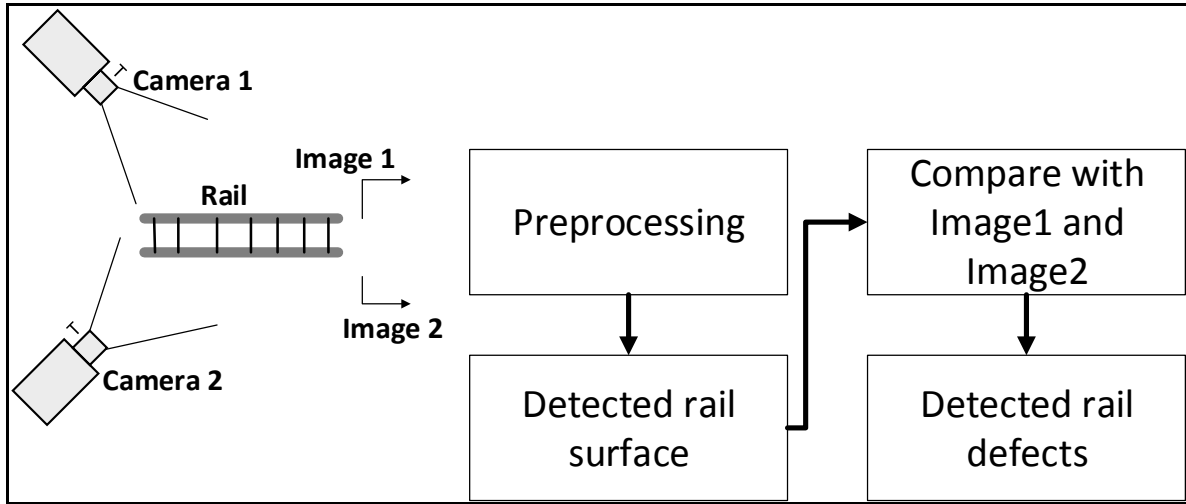 Camera 1
Image 1
Rail
Image 2
Camera 2
Preprocessing
Detected rail
surface
Compare with
Image1 and
Image2
Detected rail
defects